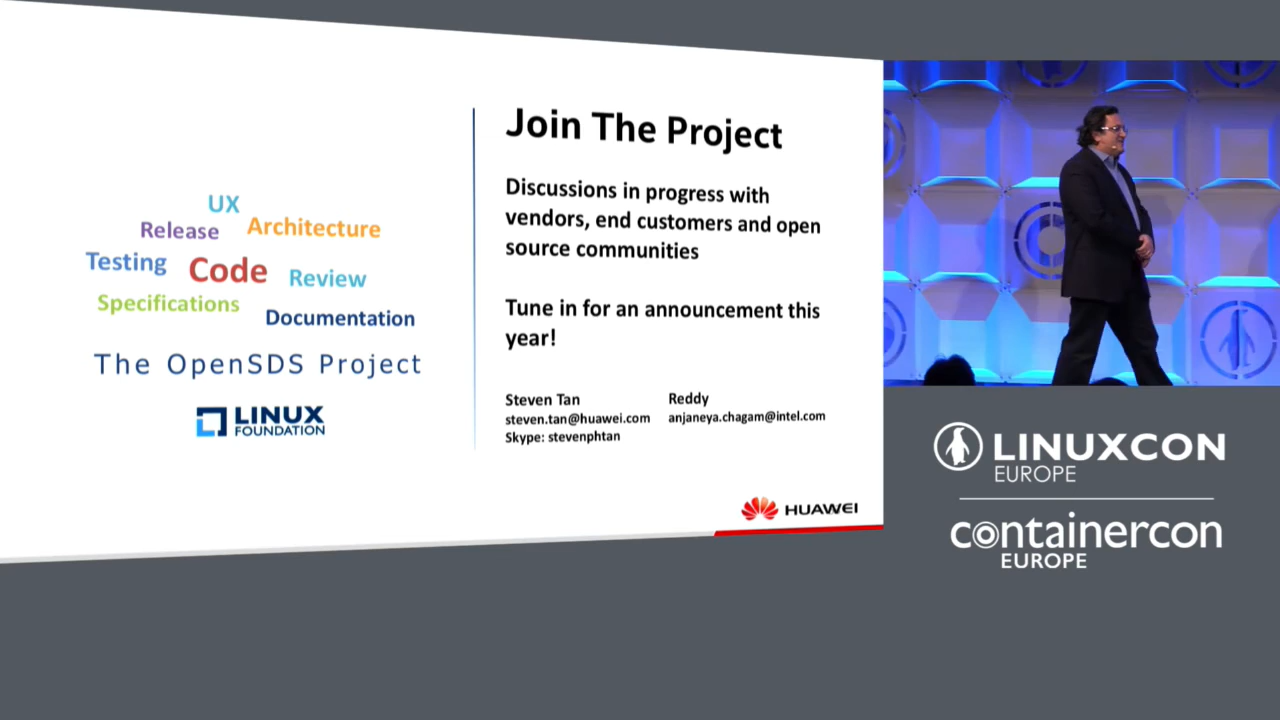 UX
Release Architecture
Testing Code Review
Specifications
Documentation
The OpenSDS Project
LINUX
FOUNDATION
Join The Project
Discussions in progress with
vendors, end customers and open
source communities
Tune in for an announcement this
year!
Steven Tan
steven.tan@huawei.com
Skype: stevenphtan
Reddy
anjaneya.chagam@intel.com
HUAWEI
LINUXCON
EUROPE
containercon
EUROPE